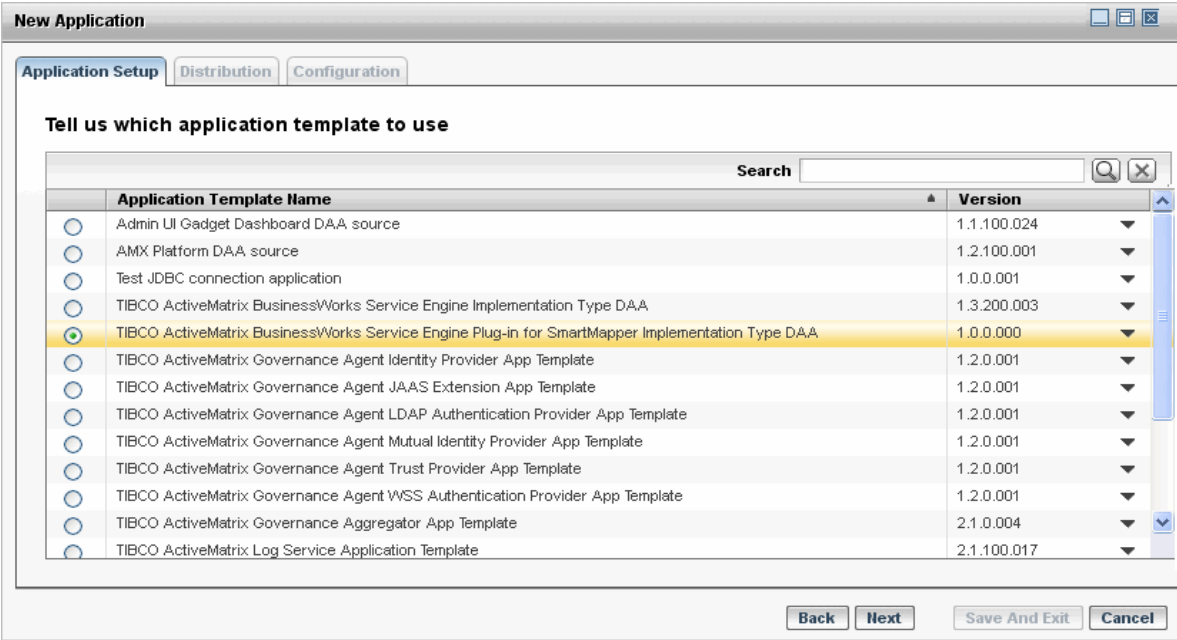 New Application
Application Setup Distribution Configuration
Tell us which application template to use
Search
Application Template Name Version
Admin UI Gadget Dashboard DAA source 1.1.100.024
AMX Platform DAA source 1.2.100.001
Test JDBC connection application 1.0.0.001
TIBCO ActiveMatrix BusinessWorks Service Engine Implementation Type DAA 1.3.200.003
TIBCO ActiveMatrix BusinessWorks Service Engine Plug-in for SmartMapper Implementation Type DAA 1.0.0.000
TIBCO ActiveMatrix Governance Agent Identity Provider App Template 1.2.0.001
TIBCO ActiveMatrix Governance Agent JAAS Extension App Template 1.2.0.001
TIBCO ActiveMatrix Governance Agent LDAP Authentication Provider App Template 1.2.0.001
TIBCO ActiveMatrix Governance Agent Mutual Identity Provider App Template 1.2.0.001
TIBCO ActiveMatrix Governance Agent Trust Provider App Template 1.2.0.001
TIBCO ActiveMatrix Governance Agent WSS Authentication Provider App Template 1.2.0.001
TIBCO ActiveMatrix Governance Aggregator App Template 2.1.0.004
TIBCO ActiveMatrix Log Service Application Template 2.1.100.017
Back Next Save And Exit Cancel